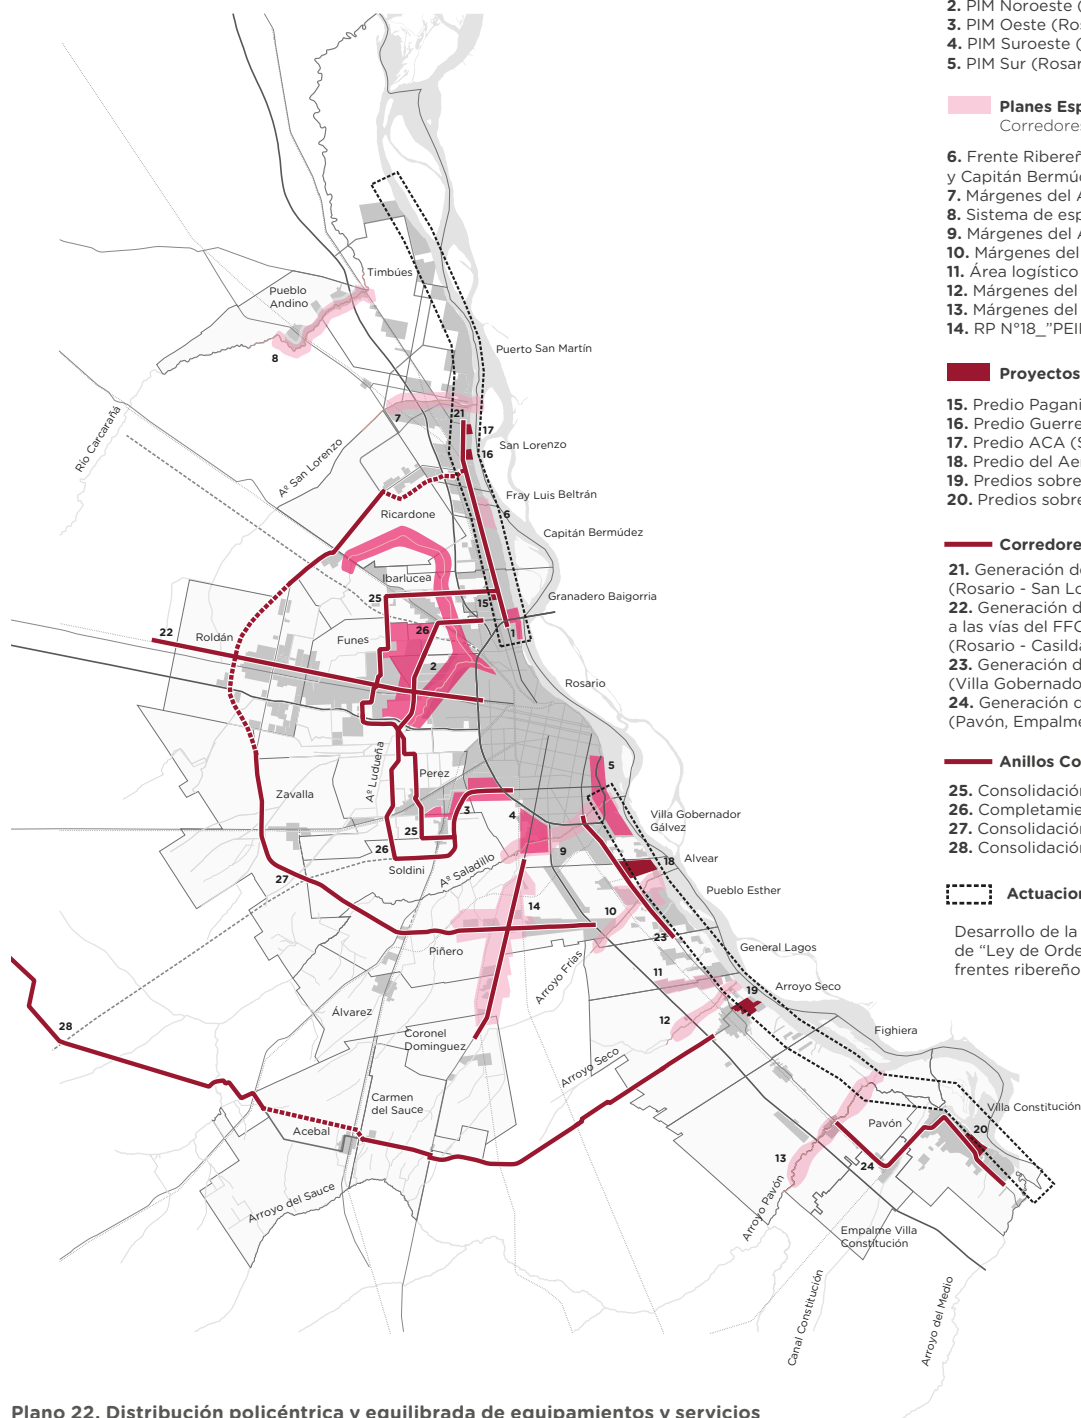 2. PIM Noroeste (
3. PIM Oeste (Ros
4. PIM Suroeste (
5. PIM Sur (Rosar
Planes Esp
Corredores
6. Frente Ribereñ
y Capitán Bermú
7. Márgenes del A
8. Sistema de esp
9. Márgenes del A
10. Márgenes del
11. Área logístico
12. Márgenes del
13. Márgenes del
14. RP N°18_"PEII
Proyectos
15. Predio Pagani
16. Predio Guerre
17. Predio ACA (S
18. Predio del Ae
19. Predios sobre
20. Predios sobre
Corredore
21. Generación de
(Rosario - San Lo
22. Generación d
a las vías del FFC
(Rosario - Casilda
23. Generación d
(Villa Gobernado
24. Generación d
(Pavón, Empalme
Anillos Co
25. Consolidación
26. Completamie
27. Consolidación
28. Consolidación
Actuacion
Desarrollo de la
de "Ley de Orde
frentes ribereño
Timbúes
Pueblo
Andino
8
Puerto San Martín
Río Carcarañá
7
21
17
16
San Lorenzo
Aº San Lorenzo
Fray Luis Beltrán
6
Ricardone
Capitán Bermúdez
Ibarlucea
25
15
Granadero Baigorria
22
Roldán
Funes
26
1
2
Rosario
Aº Ludueña
Perez
5
Zavalla
3
4
Villa Gobernador
Gálvez
25
26
Soldini
9
18
Alvear
27
Aº Saladillo
Pueblo Esther
14
10
Piñero
23
General Lagos
Arroyo Frías
11
Arroyo Seco
19
Álvarez
12
28
Coronel
Dominguez
Fighiera
Arroyo Seco
Carmen
del Sauce
Acebal
Villa Constitución
Pavón
20
13
24
Arroyo del Sauce
Arroyo Pavón
Empalme Villa
Constitución
Canal Constitución
Arroyo del Medio
Plano 22. Distribución policéntrica y equilibrada de equipamientos y servicios